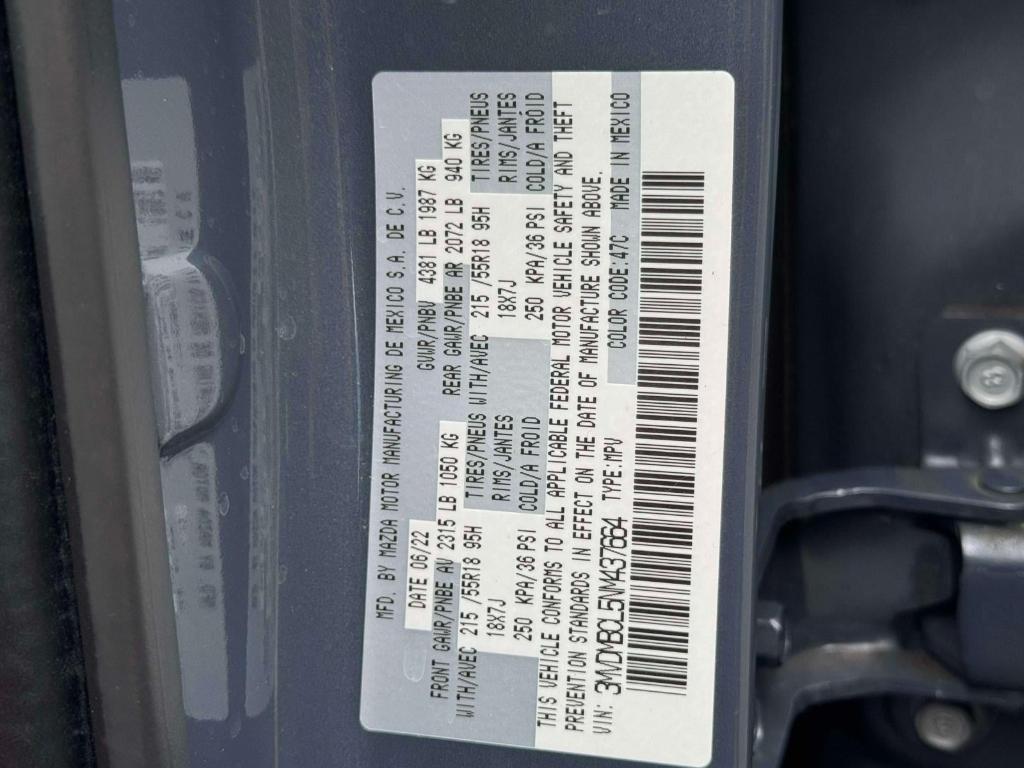 MFD. BY MAZDA MOTOR MANUFACTURING DE MEXICO S.A. DE C.V.
DATE 06/22 GVWR/PNBV 4381 LB 1987 KG
FRONT GAWR/PNBE AV 2315 LB 1050 KG REAR GAWR/PNBE AR 2072 LB 940 KG
WITH/AVEC 215 /55R18 95H TIRES/PNEUS WITH/AVEC 215 /55R18 95H TIRES/PNEUS
18X7J RIMS/JANTES 18X7J RIMS/JANTES
250 KPA/36 PSI COLD/A FROID 250 KPA/36 PSI COLD/A FROID
THIS VEHICLE CONFORMS TO ALL APPLICABLE FEDERAL MOTOR VEHICLE SAFETY AND THEFT
PREVENTION STANDARDS IN EFFECT ON THE DATE OF MANUFACTURE SHOWN ABOVE.
VIN: 3MVDMBCL5NM437664 TYPE:MPV COLOR CODE:47C MADE IN MEXICO